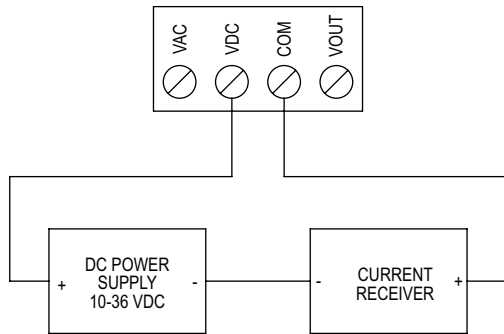 VAC
VDC
COM
VOUT
+
DC POWER
SUPPLY
10-36 VDC
-
-
CURRENT
RECEIVER
+